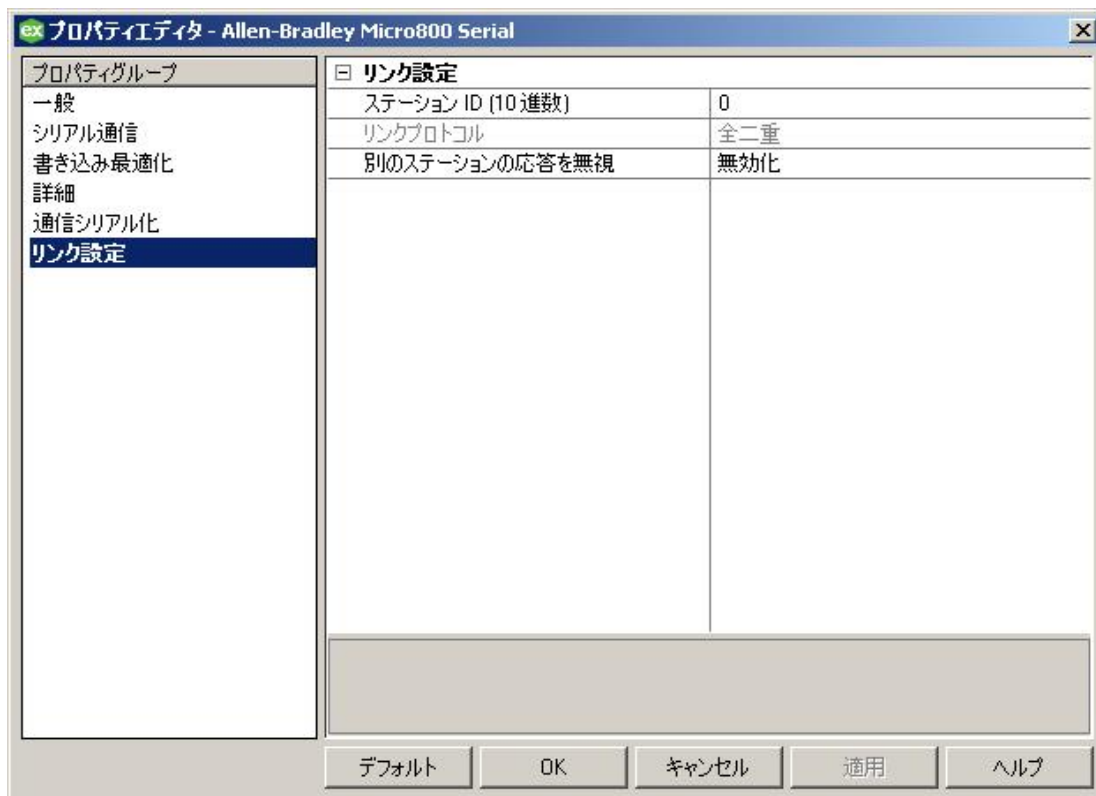 ex プロパティエディタ - Allen-Bradley Micro800 Serial
プロパティグループ
一般
シリアル通信
書き込み最適化
詳細
通信シリアル化
リンク設定
リンク設定
ステーション ID (10 進数) 0
リンクプロトコル 全二重
別のステーションの応答を無視 無効化
デフォルト OK キャンセル 適用 ヘルプ